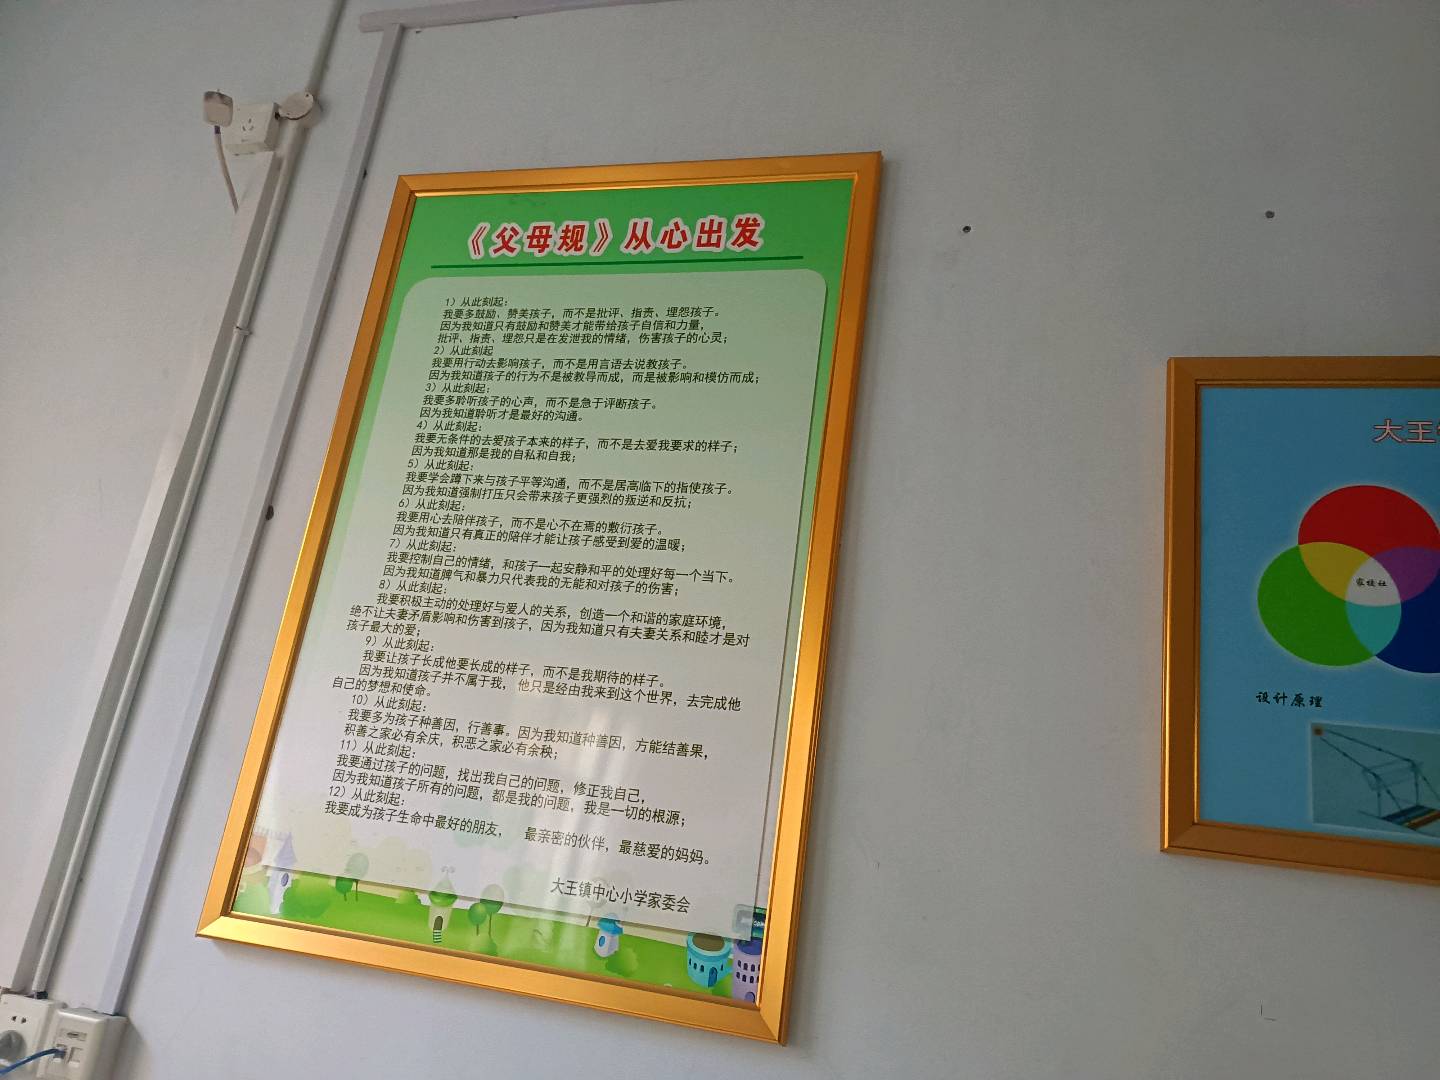 《父母规》从心出发
1）从此刻起：
我要多鼓励、赞美孩子，而不是批评、指责、埋怨孩子。
因为我知道只有鼓励和赞美才能带给孩子自信和力量，
批评、指责、埋怨只是在发泄我的情绪，伤害孩子的心灵；
2）从此刻起
我要用行动去影响孩子，而不是用言语去说教孩子。
因为我知道孩子的行为不是被教导而成，而是被影响和模仿而成；
3）从此刻起：
我要多聆听孩子的心声，而不是急于评断孩子。
因为我知道聆听才是最好的沟通。
4）从此刻起：
我要无条件的去爱孩子本来的样子，而不是去爱我要求的样子；
因为我知道那是我的自私和自我；
5）从此刻起：
我要学会蹲下来与孩子平等沟通，而不是居高临下的指使孩子。
因为我知道强制打压只会带来孩子更强烈的叛逆和反抗；
6）从此刻起：
我要用心去陪伴孩子，而不是心不在焉的敷衍孩子。
因为我知道只有真正的陪伴才能让孩子感受到爱的温暖；
7）从此刻起：
我要控制自己的情绪，和孩子一起安静和平的处理好每一个当下。
因为我知道脾气和暴力只代表我的无能和对孩子的伤害；
8）从此刻起：
我要积极主动的处理好与爱人的关系，创造一个和谐的家庭环境，
绝不让夫妻矛盾影响和伤害到孩子，因为我知道只有夫妻关系和睦才是对
孩子最大的爱；
9）从此刻起：
我要让孩子长成他要长成的样子，而不是我期待的样子。
因为我知道孩子并不属于我，他只是经由我来到这个世界，去完成他
自己的梦想和使命。
10）从此刻起：
我要多为孩子种善因，行善事。因为我知道种善因，方能结善果，
积善之家必有余庆，积恶之家必有余秧；
11）从此刻起：
我要通过孩子的问题，找出我自己的问题，修正我自己，
因为我知道孩子所有的问题，都是我的问题，我是一切的根源；
12）从此刻起：
我要成为孩子生命中最好的朋友，　最亲密的伙伴，最慈爱的妈妈。
大王镇中心小学家委会
大王
家校社
设计原理